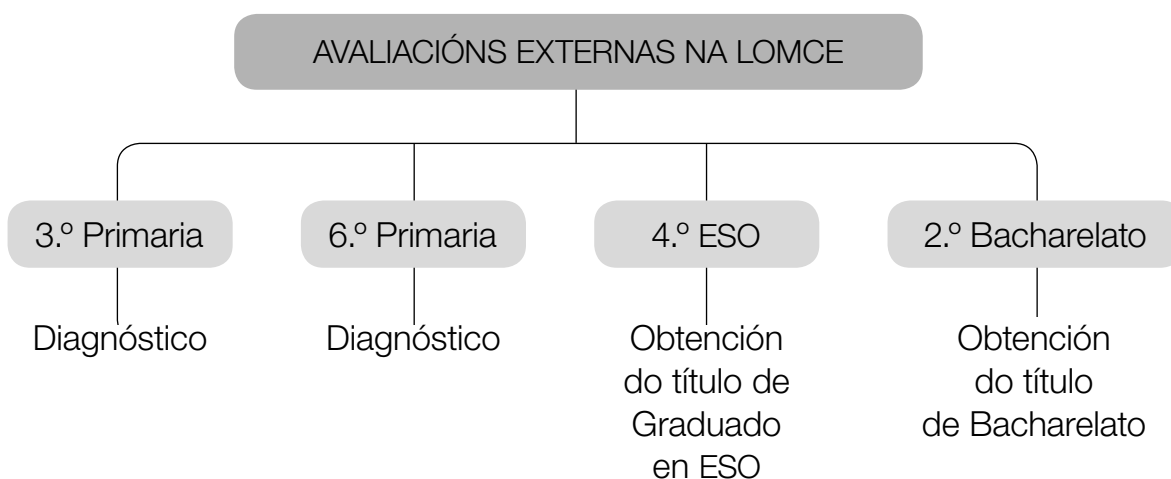 AVALIACIÓNS EXTERNAS NA LOMCE
3.º Primaria
6.º Primaria
4.º ESO
2.º Bacharelato
Diagnóstico
Diagnóstico
Obtención
do título de
Graduado
en ESO
Obtención
do título
de Bacharelato